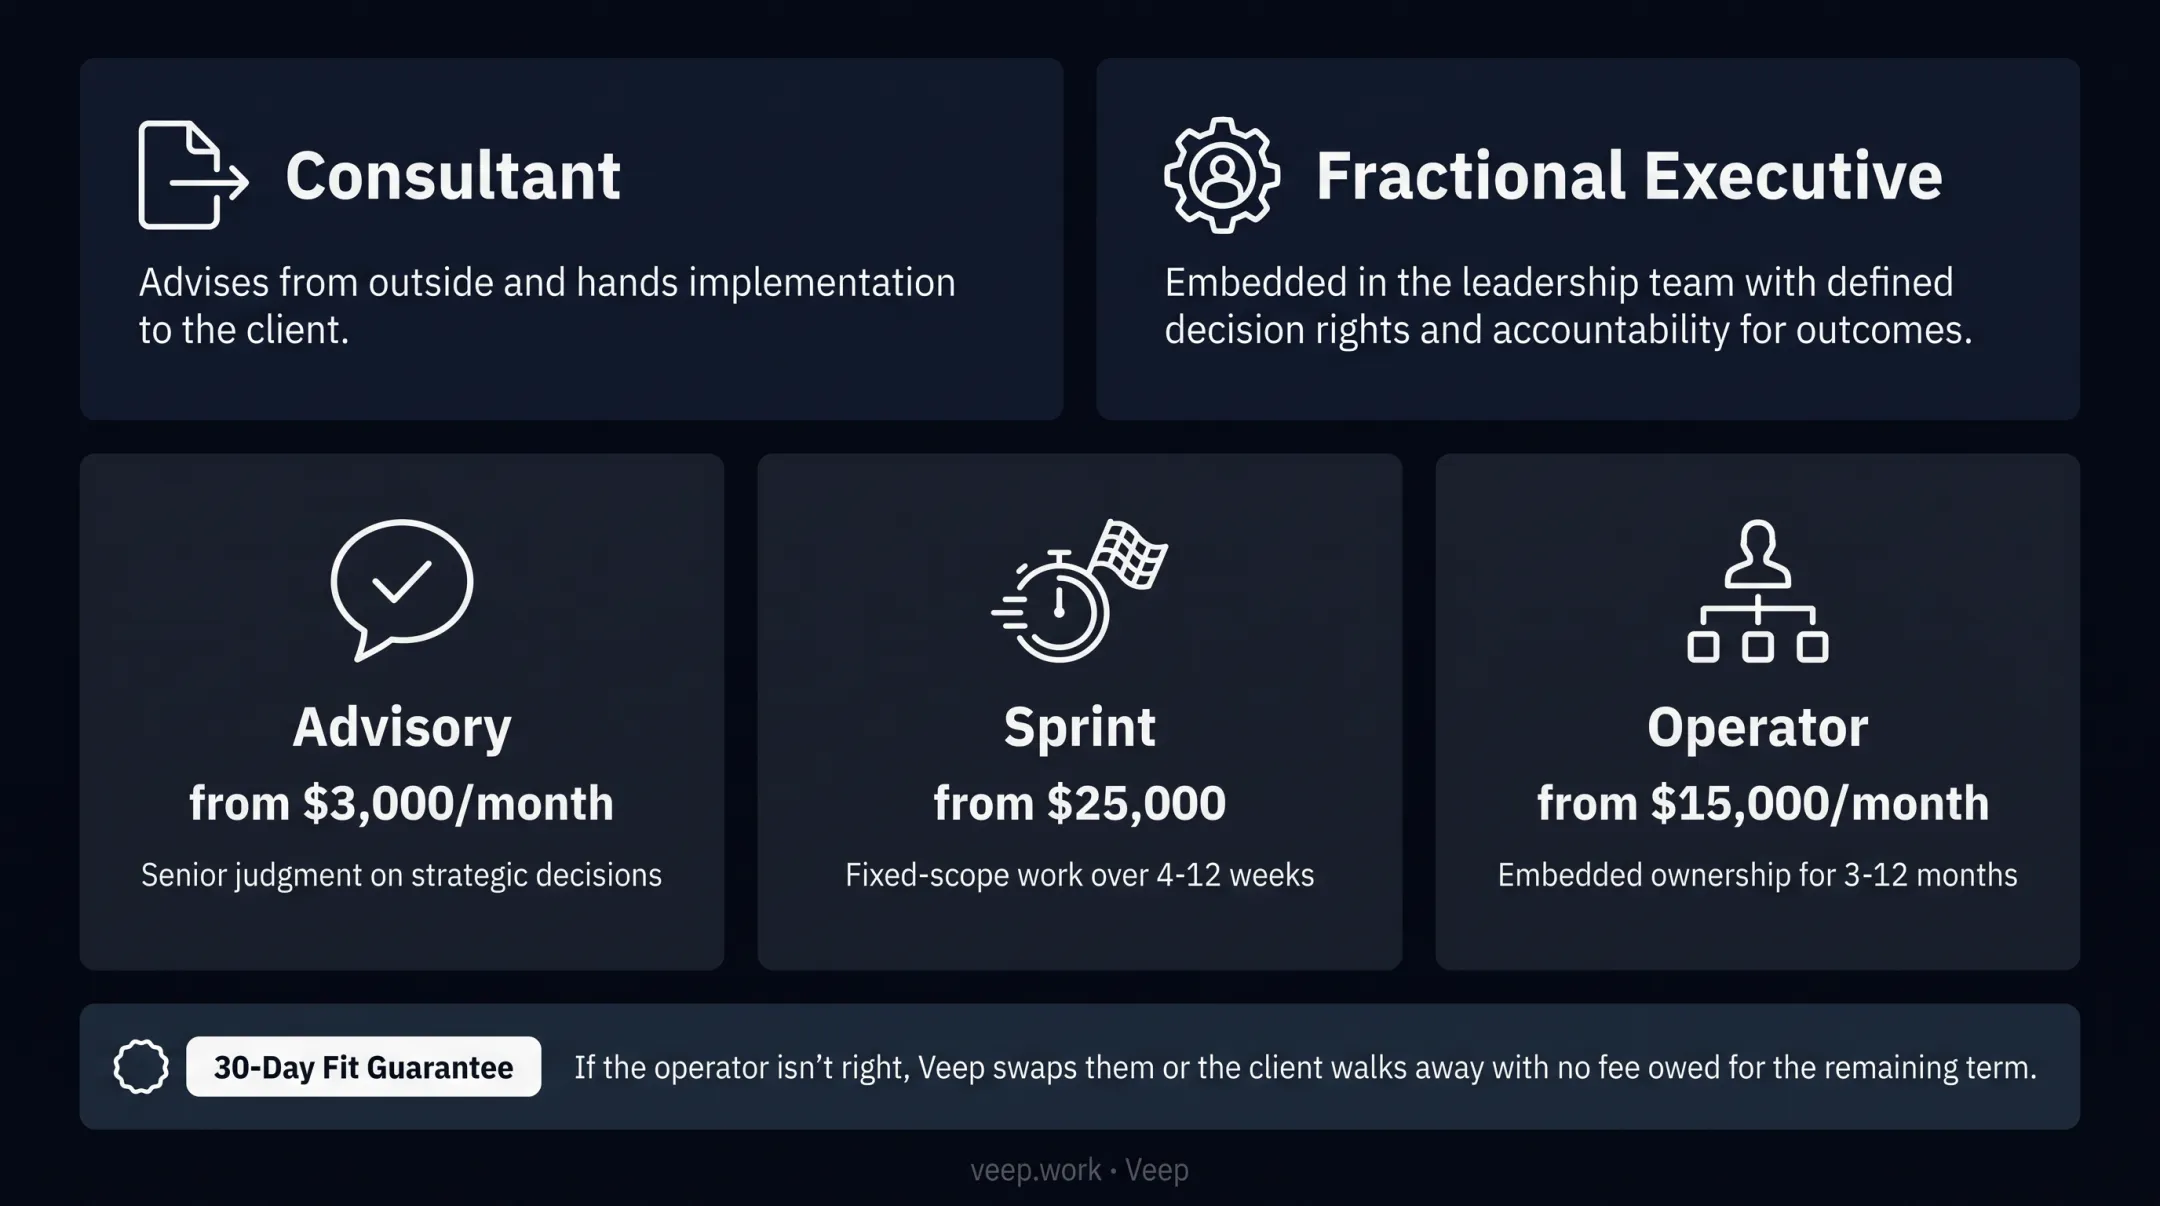 Consultant
Advises from outside and hands implementation
to the client.
Fractional Executive
Embedded in the leadership team with defined
decision rights and accountability for outcomes.
Advisory
from $3,000/month
Senior judgment on strategic decisions
Sprint
from $25,000
Fixed-scope work over 4-12 weeks
Operator
from $15,000/month
Embedded ownership for 3-12 months
30-Day Fit Guarantee
If the operator isn’t right, Veep swaps them or the client walks away with no fee owed for the remaining term.
veep.work • Veep